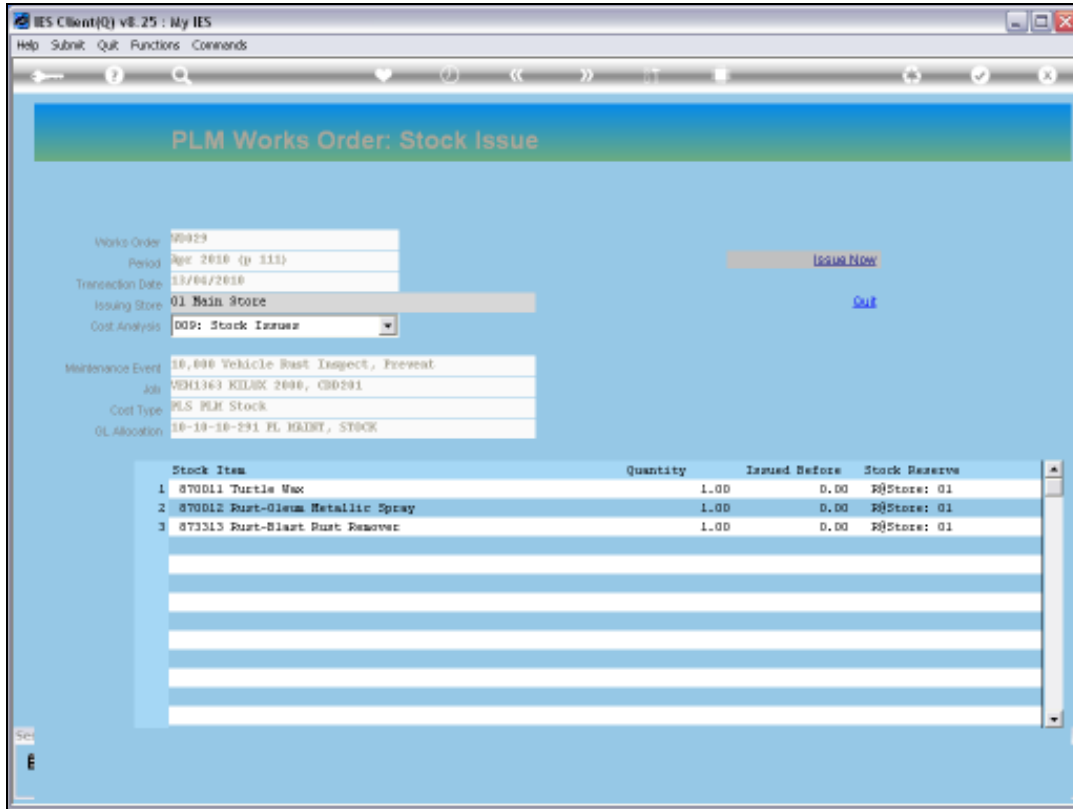 IES Client(Q) v8.25 : My IES
Help Submit Quit Functions Commands
PLM Works Order: Stock Issue
Works Order W0029
Period Apr 2010 (p 111)
Issue Now
Transaction Date 13/04/2010
Issuing Store 01 Main Store
Quit
Cost Analysis D09: Stock Issues
Maintenance Event 10,000 Vehicle Rust Inspect, Prevent
Job VEH1363 HILUX 2000, CDD201
Cost Type PLS PLM Stock
GL Allocation 10-10-10-291 PL MAINT, STOCK
Stock Item Quantity Issued Before Stock Reserve
1 870011 Turtle Wax 1.00 0.00 R@Store: 01
2 870012 Rust-Oleum Metallic Spray 1.00 0.00 R@Store: 01
3 873313 Rust-Blast Rust Remover 1.00 0.00 R@Store: 01